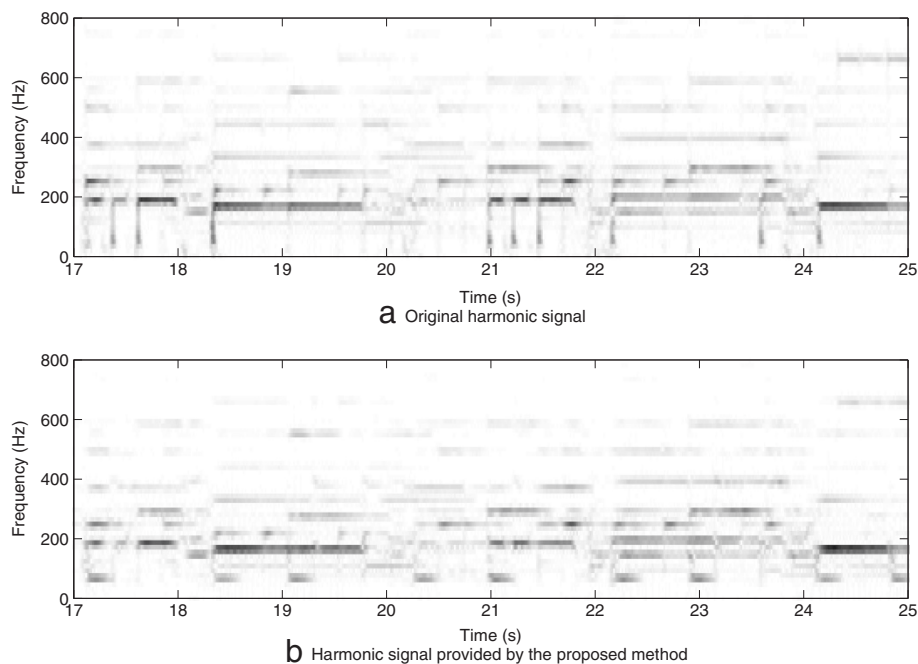 800
600
400
200
0
Frequency (Hz)
17 18 19 20 21 22 23 24 25
Time (s)
a Original harmonic signal
800
600
400
200
0
Frequency (Hz)
17 18 19 20 21 22 23 24 25
Time (s)
b Harmonic signal provided by the proposed method